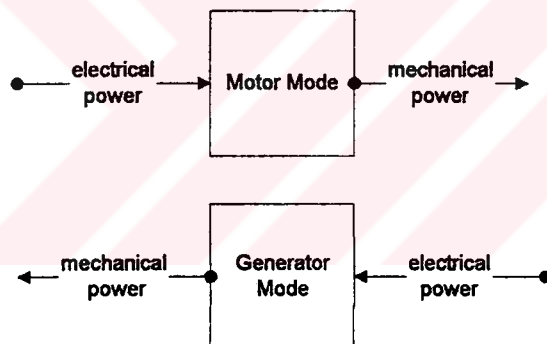 electrical
power
Motor Mode
mechanical
power
mechanical
power
Generator
Mode
electrical
power